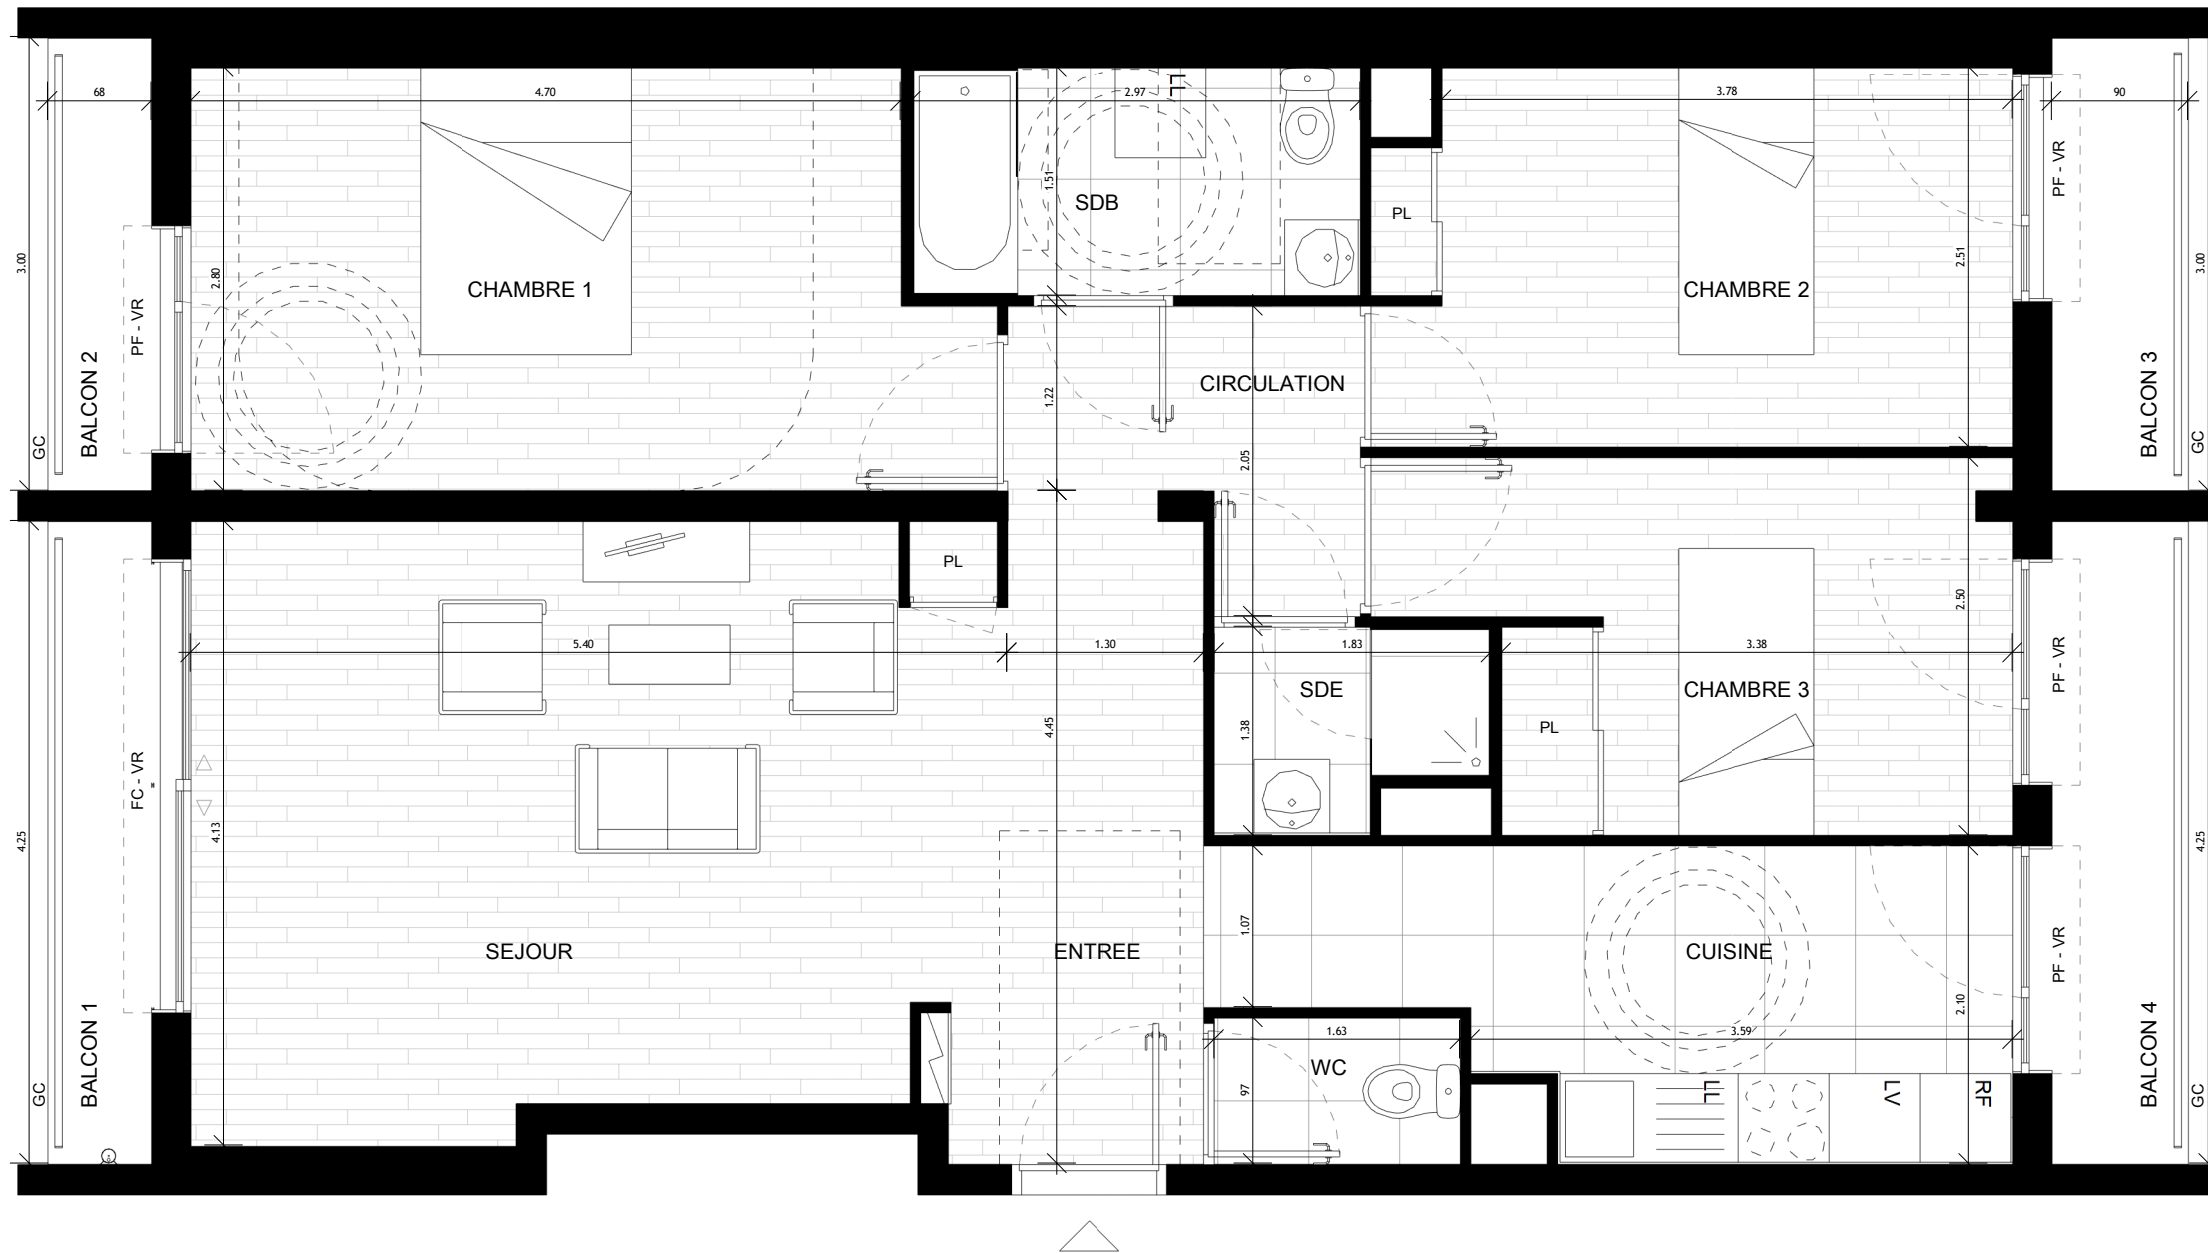 68
4.70
2.97
3.78
90
LL
PF - VR
1.51
SDB
PL
3.00
2.80
CHAMBRE 1
CHAMBRE 2
2.51
3.00
PF - VR
BALCON 2
GC
CIRCULATION
1.22
2.05
BALCON 3
GC
PL
5.40
1.30
1.83
3.38
2.50
PF - VR
SDE
CHAMBRE 3
PL
4.45
1.38
FC - VR
4.25
4.13
4.25
SEJOUR
ENTREE
1.07
CUISINE
PF - VR
2.10
BALCON 1
GC
1.63
3.59
WC
97
LL
LV
RF
BALCON 4
GC